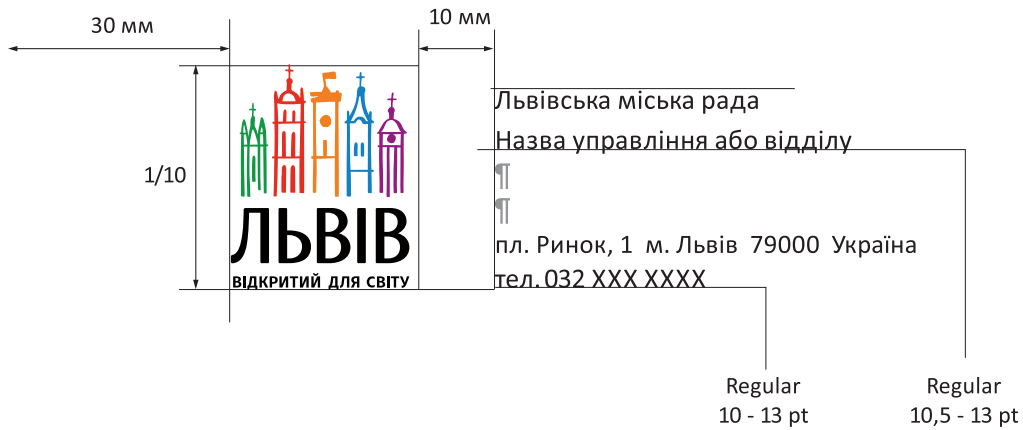 30 мм
10 мм
1/10
ЛЬВІВ
ВІДКРИТИЙ ДЛЯ СВІТУ
Львівська міська рада
Назва управління або відділу
¶
¶
пл. Ринок, 1 м. Львів 79000 Україна
тел. 032 XXX XXXX
Regular
10 - 13 pt
Regular
10,5 - 13 pt